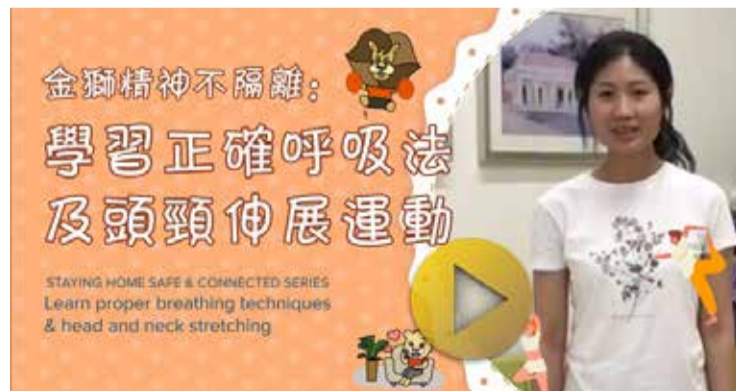 金獅精神不隔離：
學習正確呼吸法
及頭頸伸展運動
STAYING HOME SAFE & CONNECTED SERIES
Learn proper breathing techniques
& head and neck stretching